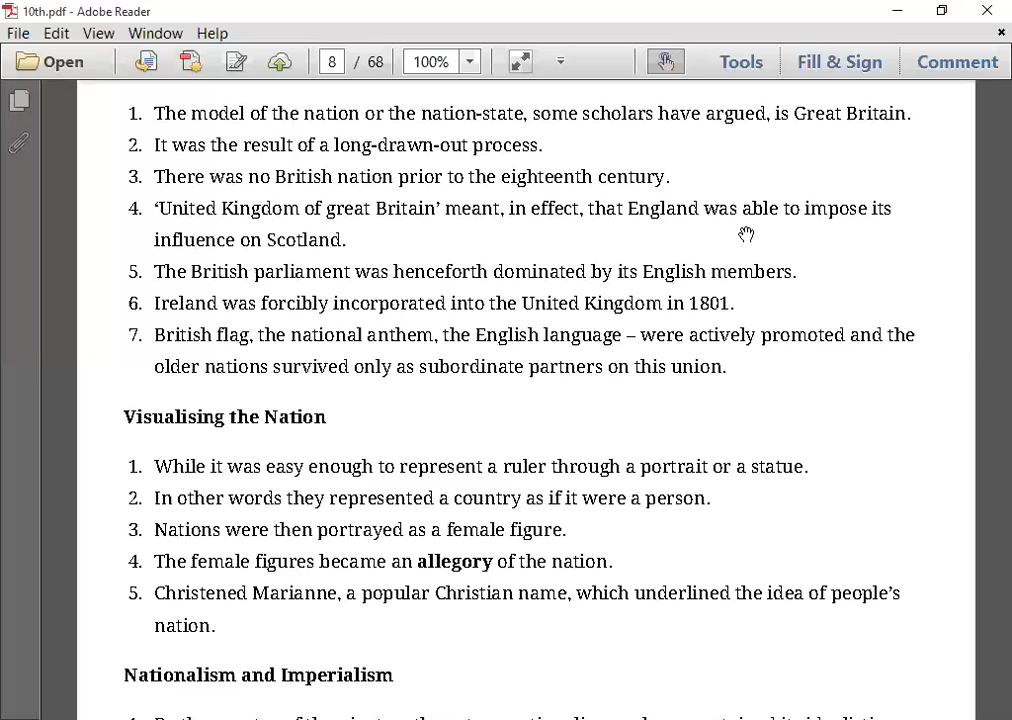 10th.pdf - Adobe Reader
File Edit View Window Help
Open 8 / 68 100% Tools Fill & Sign Comment
1. The model of the nation or the nation-state, some scholars have argued, is Great Britain.
2. It was the result of a long-drawn-out process.
3. There was no British nation prior to the eighteenth century.
4. ‘United Kingdom of great Britain’ meant, in effect, that England was able to impose its
influence on Scotland.
5. The British parliament was henceforth dominated by its English members.
6. Ireland was forcibly incorporated into the United Kingdom in 1801.
7. British flag, the national anthem, the English language – were actively promoted and the
older nations survived only as subordinate partners on this union.
Visualising the Nation
1. While it was easy enough to represent a ruler through a portrait or a statue.
2. In other words they represented a country as if it were a person.
3. Nations were then portrayed as a female figure.
4. The female figures became an allegory of the nation.
5. Christened Marianne, a popular Christian name, which underlined the idea of people’s
nation.
Nationalism and Imperialism